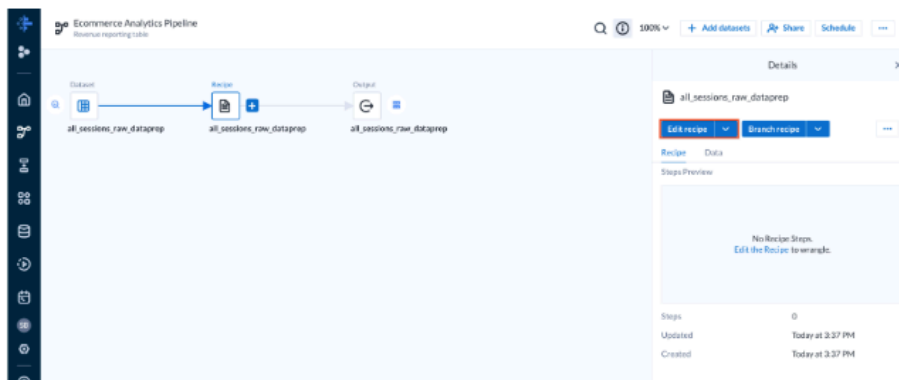 Ecommerce Analytics Pipeline
Revenue reporting table
100%
Add datasets
Share
Schedule
Dataset
Recipe
Output
all_sessions_raw_dataprep
all_sessions_raw_dataprep
all_sessions_raw_dataprep
Details
all_sessions_raw_dataprep
Edit recipe
Branch recipe
Recipe Data
Steps Preview
No Recipe Steps.
Edit the Recipe to wrangle.
Steps 0
Updated Today at 3:37 PM
Created Today at 3:37 PM
SB